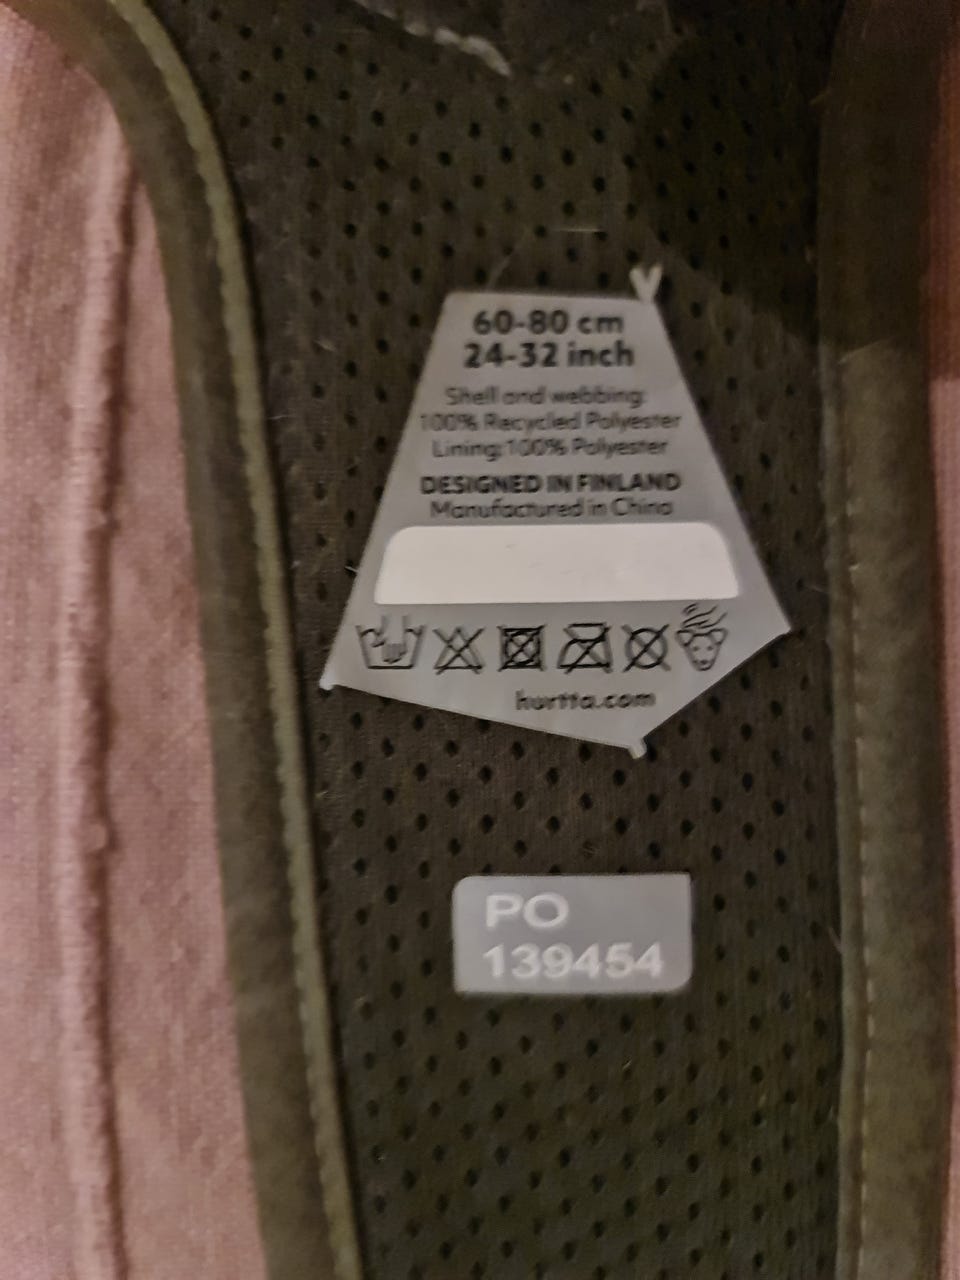 60-80 cm
24-32 inch
Shell and webbing:
100% Recycled Polyester
Lining:100% Polyester
DESIGNED IN FINLAND
Manufactured in China
hurtta.com
PO
139454